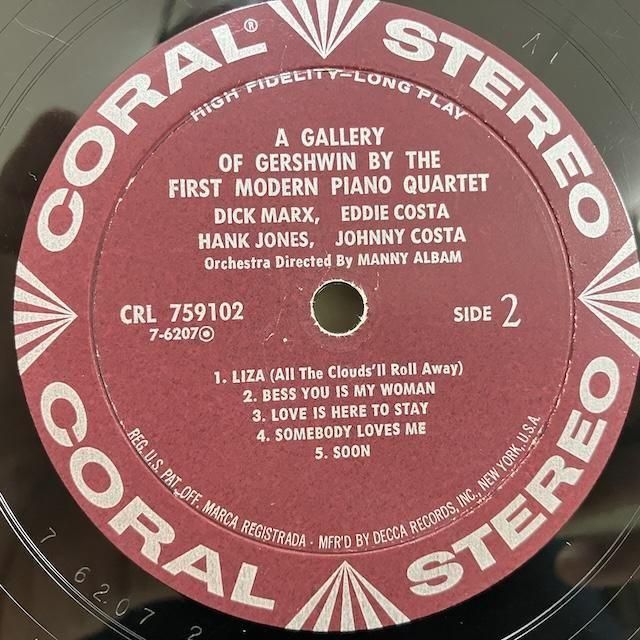 CORAL® STEREO
HIGH FIDELITY—LONG PLAY
A GALLERY
OF GERSHWIN BY THE
FIRST MODERN PIANO QUARTET
DICK MARX, EDDIE COSTA
HANK JONES, JOHNNY COSTA
Orchestra Directed By MANNY ALBAM
CRL 759102
7-6207
SIDE 2
1. LIZA (All The Clouds'll Roll Away)
2. BESS YOU IS MY WOMAN
3. LOVE IS HERE TO STAY
4. SOMEBODY LOVES ME
5. SOON
REG. U.S. PAT. OFF. MARCA REGISTRADA · MFR'D BY DECCA RECORDS, INC., NEW YORK, U.S.A.
CORAL STEREO
7 6207 2